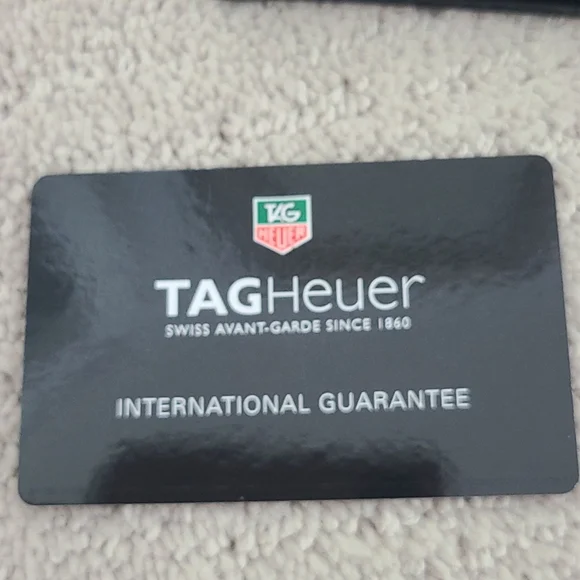 TAG
HEUER
TAGHeuer
SWISS AVANT-GARDE SINCE 1860
INTERNATIONAL GUARANTEE